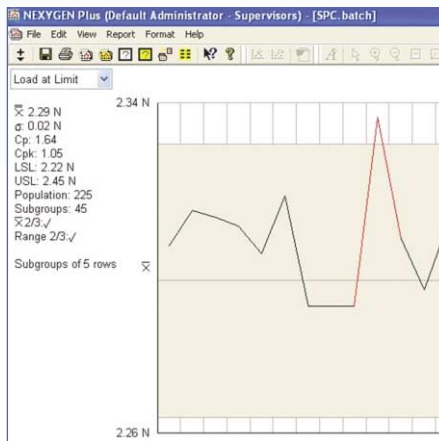 NEXYGEN Plus (Default Administrator - Supervisors) - [SPC.batch]
File Edit View Report Format Help
Load at Limit
2.34 N
X̿ 2.29 N
σ: 0.02 N
Cp: 1.64
Cpk: 1.05
LSL: 2.22 N
USL: 2.45 N
Population: 225
Subgroups: 45
X̅ 2/3:✓
Range 2/3:✓
Subgroups of 5 rows
X̿
2.26 N